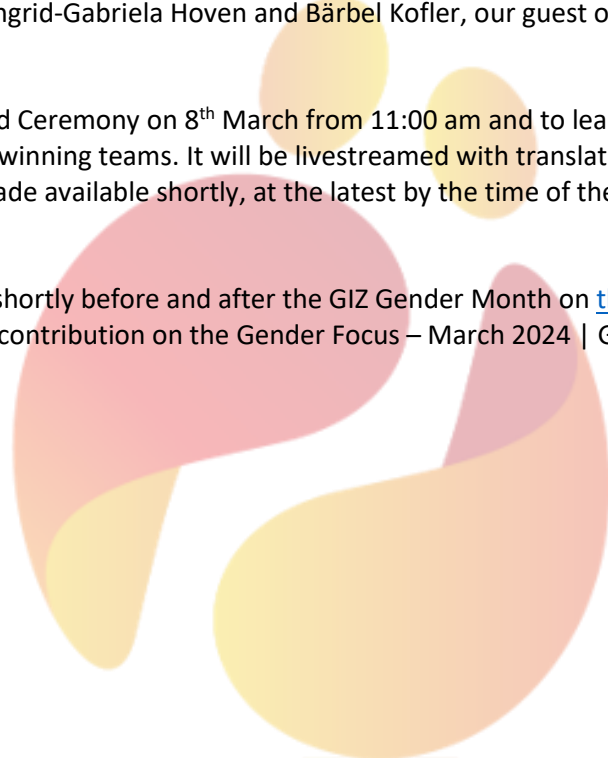 ngrid-Gabriela Hoven and Bärbel Kofler, our guest o
d Ceremony on 8th March from 11:00 am and to lea
winning teams. It will be livestreamed with translat
ade available shortly, at the latest by the time of the
shortly before and after the GIZ Gender Month on t
contribution on the Gender Focus – March 2024 | G